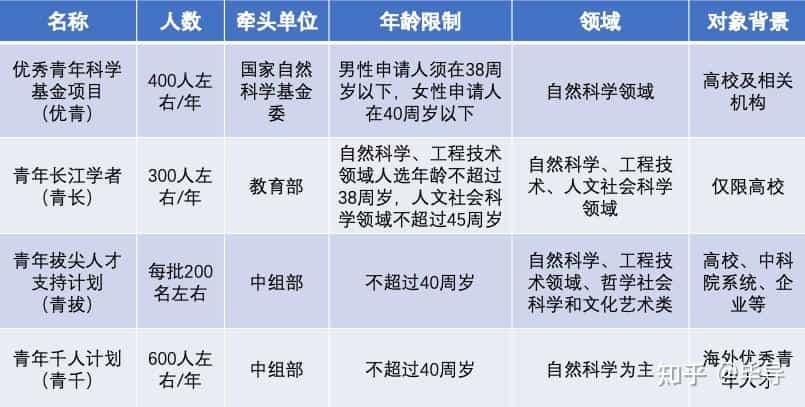 名称
人数
牵头单位
年龄限制
领域
对象背景
优秀青年科学
基金项目
（优青）
400人左
右/年
国家自然
科学基金
委
男性申请人须在38周
岁以下，女性申请人
在40周岁以下
自然科学领域
高校及相关
机构
青年长江学者
（青长）
300人左
右/年
教育部
自然科学、工程技术
领域人选年龄不超过
38周岁，人文社会科
学领域不超过45周岁
自然科学、工程技
术、人文社会科学
领域
仅限高校
青年拔尖人才
支持计划
（青拔）
每批200
名左右
中组部
不超过40周岁
自然科学、工程技
术领域、哲学社会
科学和文化艺术类
高校、中科
院系统、企
业等
青年千人计划
（青千）
600人左
右/年
中组部
不超过40周岁
自然科学为主
海外优秀青
年人才
知乎 @毕导